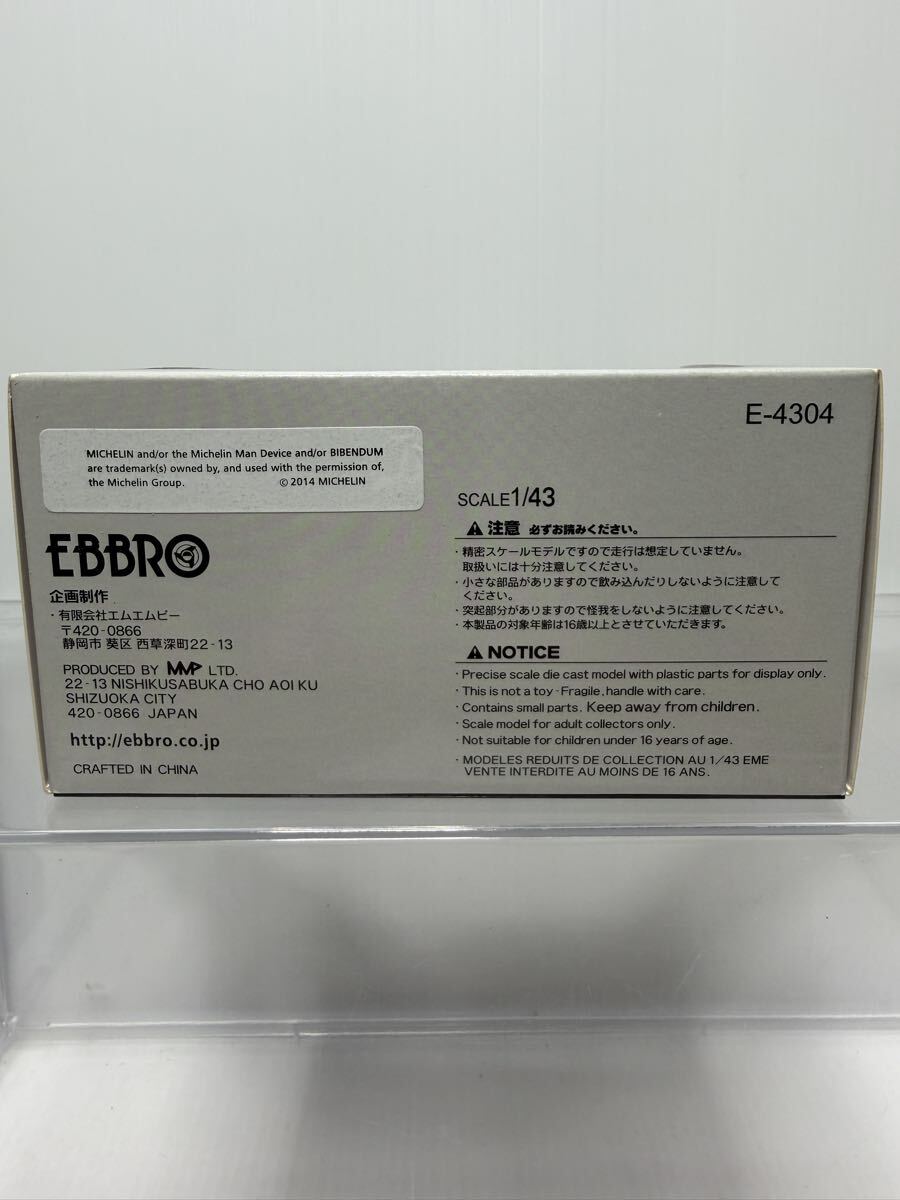 E-4304
MICHELIN and/or the Michelin Man Device and/or BIBENDUM
are trademark(s) owned by, and used with the permission of,
the Michelin Group. © 2014 MICHELIN
EBBRO
企画制作
・有限会社エムエムピー
〒420-0866
静岡市 葵区 西草深町22-13
PRODUCED BY MMP LTD.
22-13 NISHIKUSABUKA CHO AOI KU
SHIZUOKA CITY
420-0866 JAPAN
http://ebbro.co.jp
CRAFTED IN CHINA
SCALE1/43
⚠注意 必ずお読みください。
・精密スケールモデルですので走行は想定していません。
取扱いには十分注意してください。
・小さな部品がありますので飲み込んだりしないように注意して
ください。
・突起部分がありますので怪我をしないように注意してください。
・本製品の対象年齢は16歳以上とさせていただきます。
⚠NOTICE
・Precise scale die cast model with plastic parts for display only.
・This is not a toy-Fragile, handle with care.
・Contains small parts. Keep away from children.
・Scale model for adult collectors only.
・Not suitable for children under 16 years of age.
・MODELES REDUITS DE COLLECTION AU 1/43 EME
VENTE INTERDITE AU MOINS DE 16 ANS.